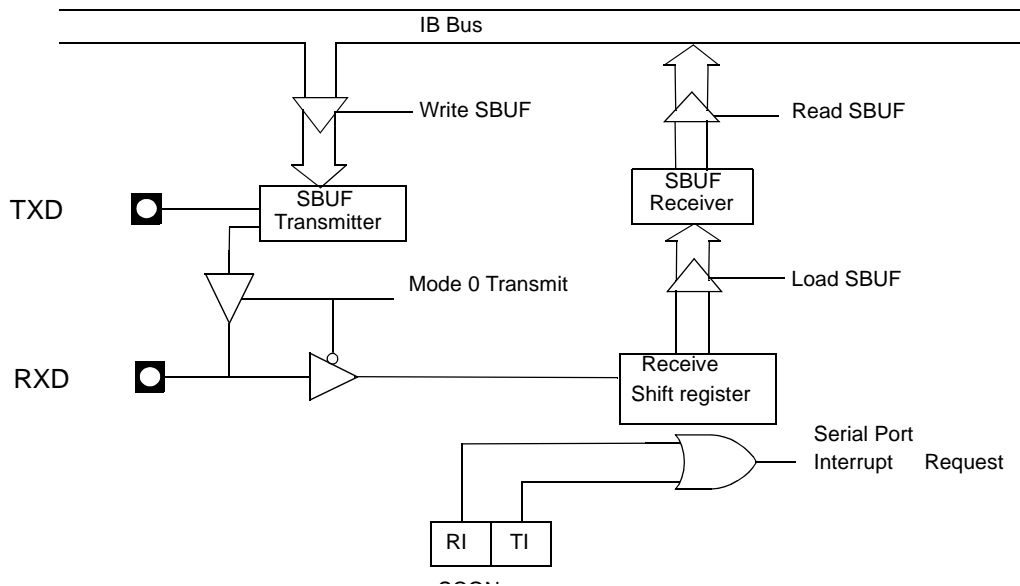 IB Bus
Write SBUF
Read SBUF
TXD
SBUF
Transmitter
SBUF
Receiver
Mode 0 Transmit
Load SBUF
RXD
Receive
Shift register
Serial Port
Interrupt Request
RI TI